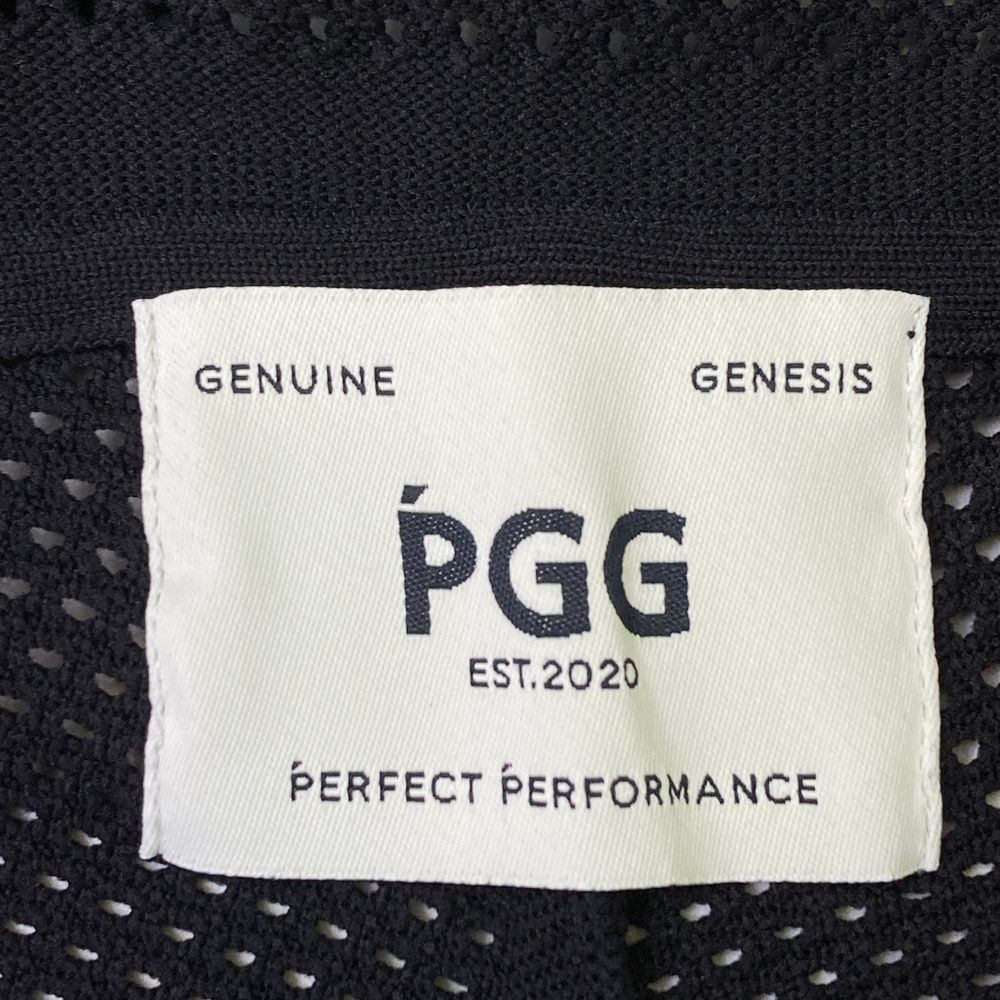 GENUINE GENESIS
ṔGG
EST.2020
ṔERFECT ṔERFORMANCE